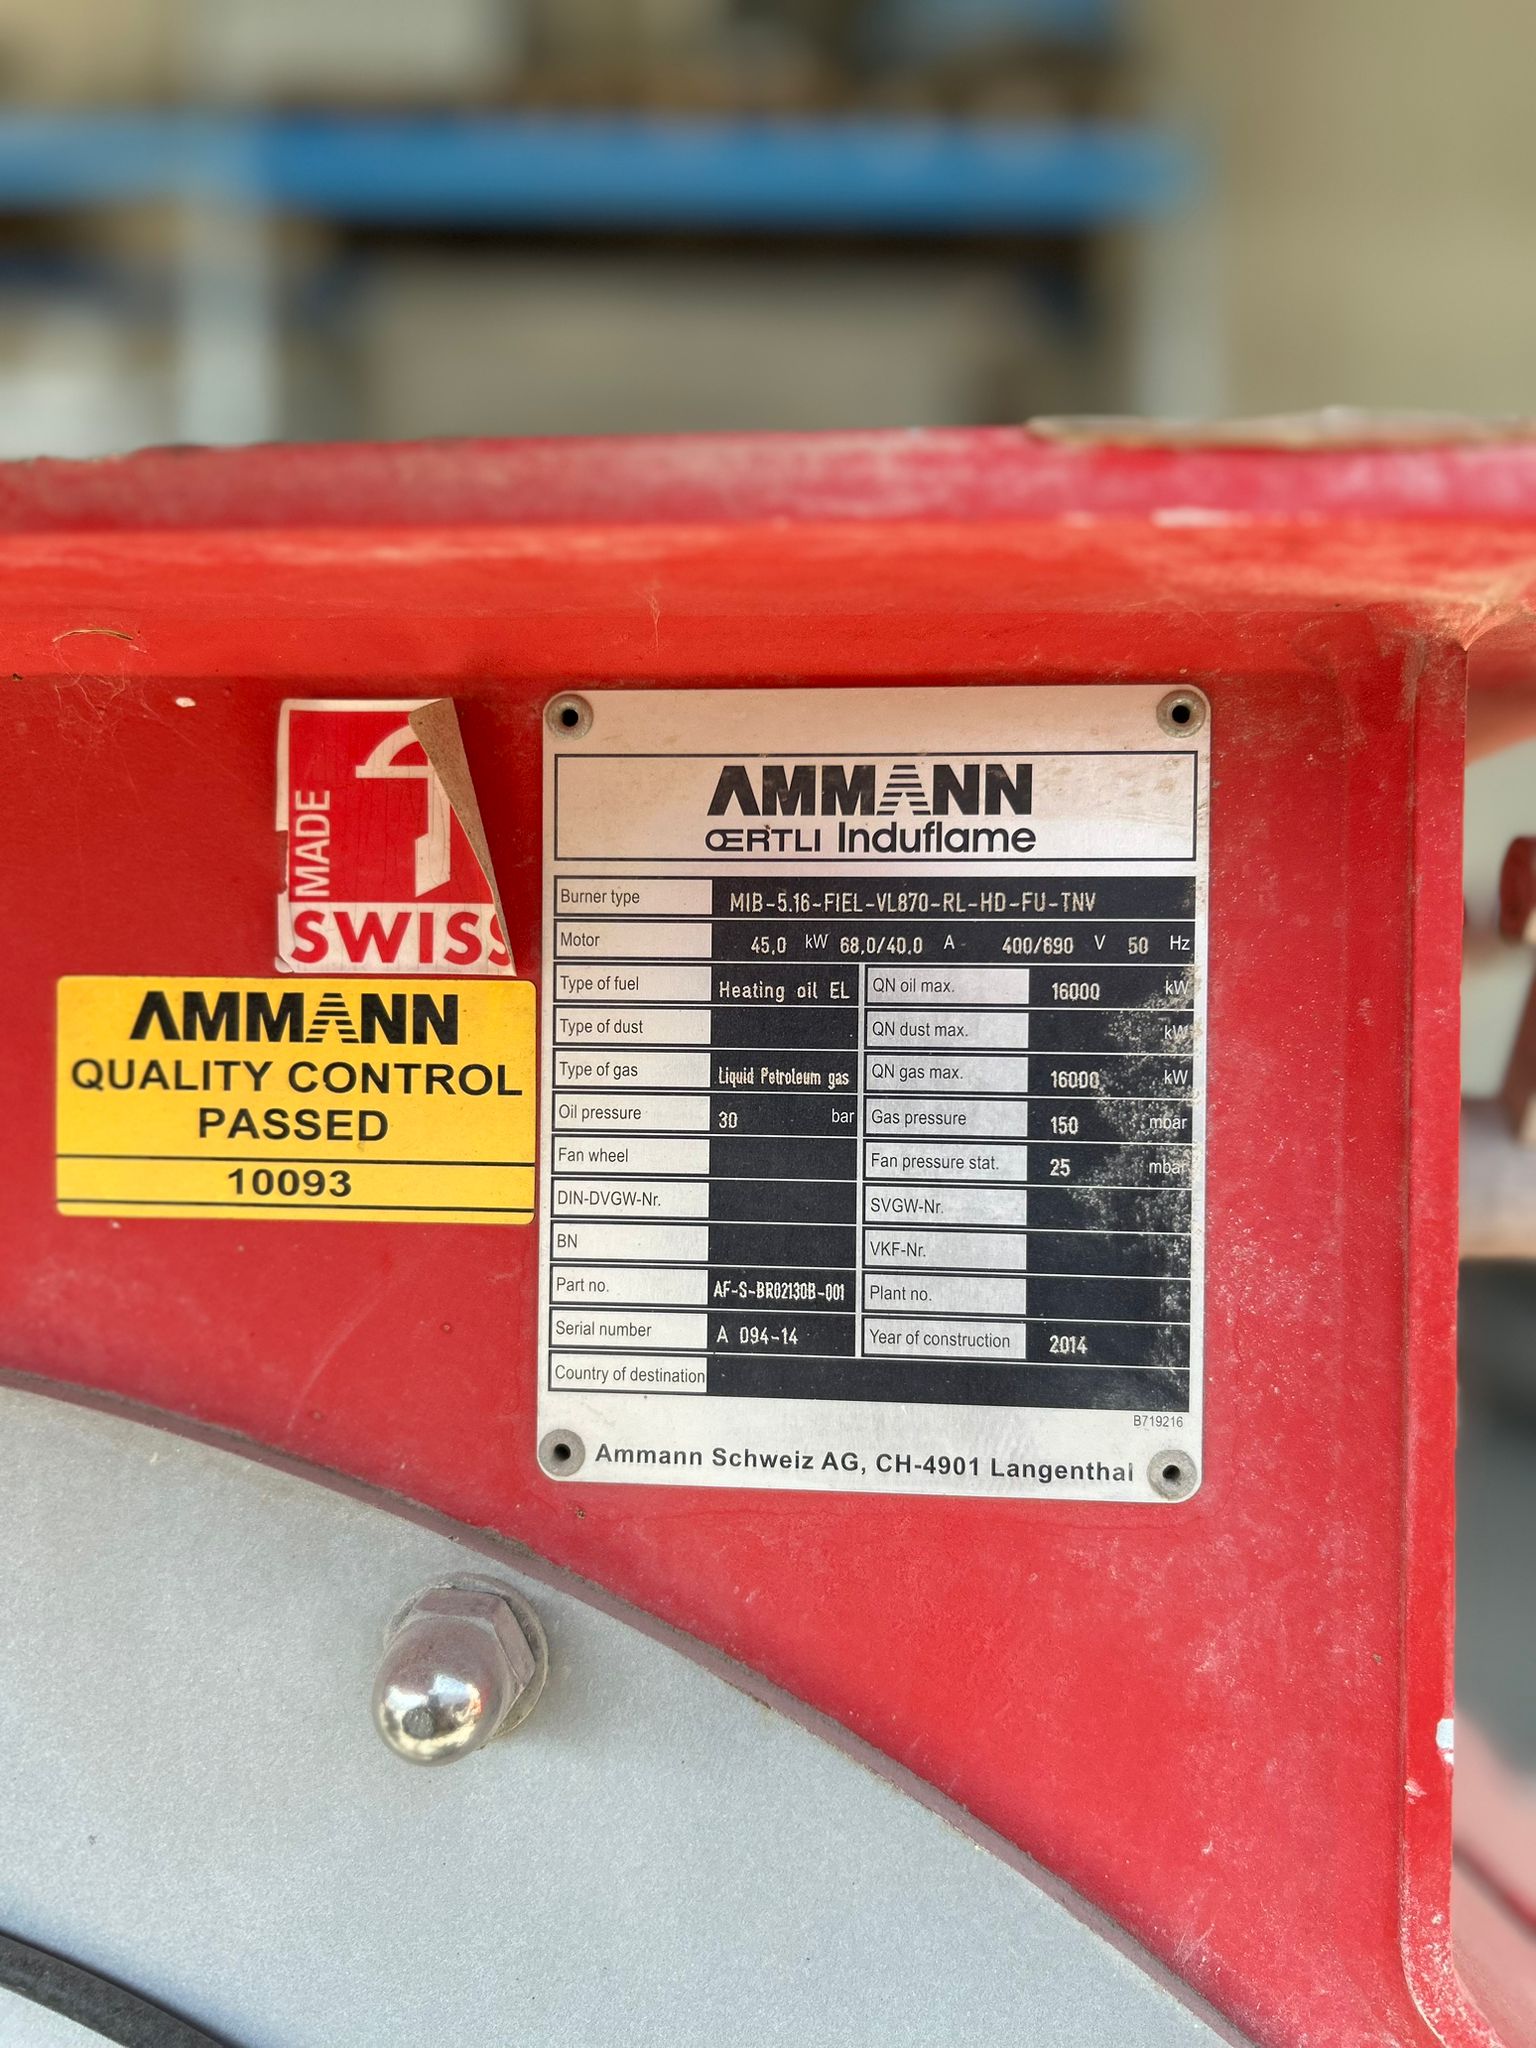 MADE
SWISS
AMMANN
QUALITY CONTROL
PASSED
10093
AMMANN
ŒRTLI Induflame
Burner type MIB-5.16-FIEL-VL870-RL-HD-FU-TNV
Motor 45,0 kW 68,0/40,0 A 400/690 V 50 Hz
Type of fuel Heating oil EL QN oil max. 16000 kW
Type of dust QN dust max. kW
Type of gas Liquid Petroleum gas QN gas max. 16000 kW
Oil pressure 30 bar Gas pressure 150 mbar
Fan wheel Fan pressure stat. 25 mbar
DIN-DVGW-Nr. SVGW-Nr.
BN VKF-Nr.
Part no. AF-S-BR02130B-001 Plant no.
Serial number A 094-14 Year of construction 2014
Country of destination
B719216
Ammann Schweiz AG, CH-4901 Langenthal